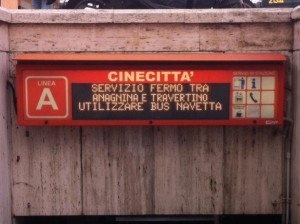 CINECITTA'
LINEA
A
SERVIZIO FERMO TRA
ANAGNINA E TRAVERTINO
UTILIZZARE BUS NAVETTA